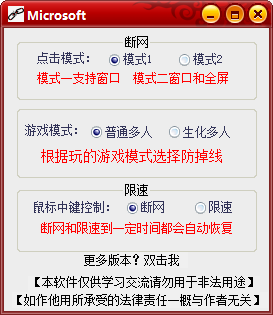 Microsoft
断网
点击模式： 模式1 模式2
模式一支持窗口 模式二窗口和全屏
游戏模式： 普通多人 生化多人
根据玩的游戏模式选择防掉线
限速
鼠标中键控制： 断网 限速
断网和限速到一定时间都会自动恢复
更多版本？双击我
【本软件仅供学习交流请勿用于非法用途】
【如作他用所承受的法律责任一概与作者无关】